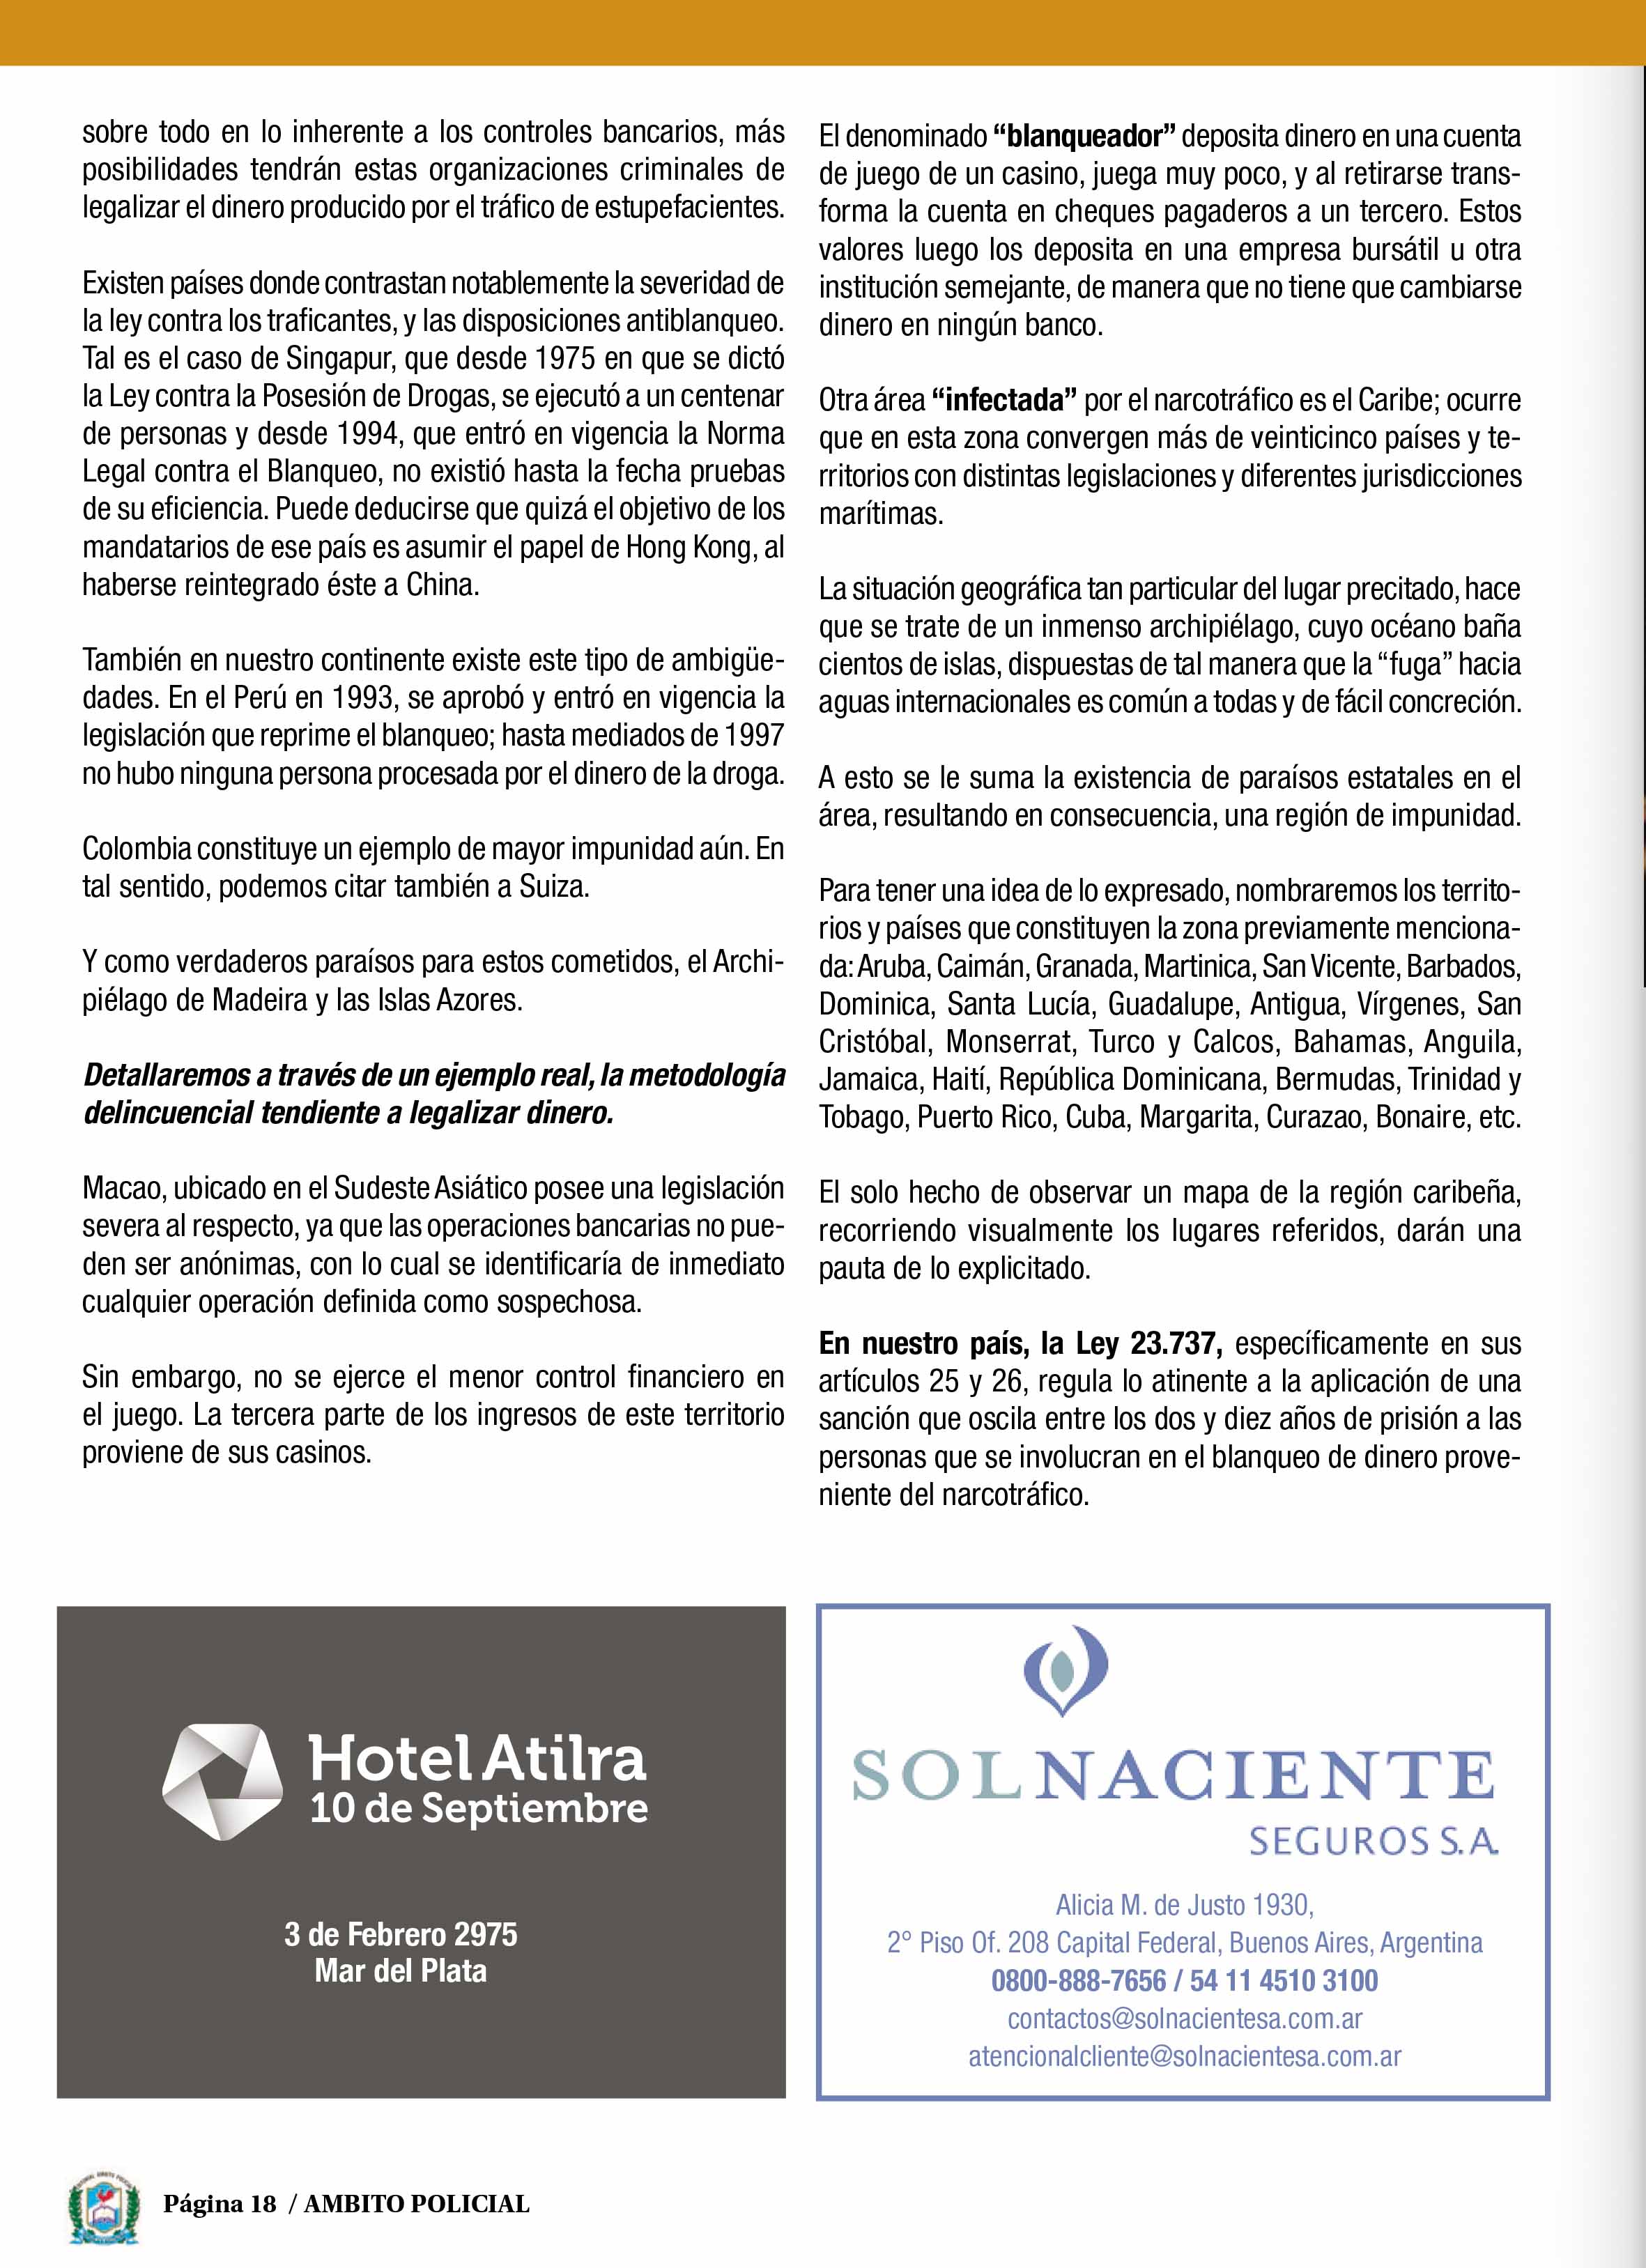 sobre todo en lo inherente a los controles bancarios, más
posibilidades tendrán estas organizaciones criminales de
legalizar el dinero producido por el tráfico de estupefacientes.
Existen países donde contrastan notablemente la severidad de
la ley contra los traficantes, y las disposiciones antiblanqueo.
Tal es el caso de Singapur, que desde 1975 en que se dictó
la Ley contra la Posesión de Drogas, se ejecutó a un centenar
de personas y desde 1994, que entró en vigencia la Norma
Legal contra el Blanqueo, no existió hasta la fecha pruebas
de su eficiencia. Puede deducirse que quizá el objetivo de los
mandatarios de ese país es asumir el papel de Hong Kong, al
haberse reintegrado éste a China.
También en nuestro continente existe este tipo de ambigüe-
dades. En el Perú en 1993, se aprobó y entró en vigencia la
legislación que reprime el blanqueo; hasta mediados de 1997
no hubo ninguna persona procesada por el dinero de la droga.
Colombia constituye un ejemplo de mayor impunidad aún. En
tal sentido, podemos citar también a Suiza.
Y como verdaderos paraísos para estos cometidos, el Archi-
piélago de Madeira y las Islas Azores.
Detallaremos a través de un ejemplo real, la metodología
delincuencial tendiente a legalizar dinero.
Macao, ubicado en el Sudeste Asiático posee una legislación
severa al respecto, ya que las operaciones bancarias no pue-
den ser anónimas, con lo cual se identificaría de inmediato
cualquier operación definida como sospechosa.
Sin embargo, no se ejerce el menor control financiero en
el juego. La tercera parte de los ingresos de este territorio
proviene de sus casinos.
El denominado “blanqueador” deposita dinero en una cuenta
de juego de un casino, juega muy poco, y al retirarse trans-
forma la cuenta en cheques pagaderos a un tercero. Estos
valores luego los deposita en una empresa bursátil u otra
institución semejante, de manera que no tiene que cambiarse
dinero en ningún banco.
Otra área “infectada” por el narcotráfico es el Caribe; ocurre
que en esta zona convergen más de veinticinco países y te-
rritorios con distintas legislaciones y diferentes jurisdicciones
marítimas.
La situación geográfica tan particular del lugar precitado, hace
que se trate de un inmenso archipiélago, cuyo océano baña
cientos de islas, dispuestas de tal manera que la “fuga” hacia
aguas internacionales es común a todas y de fácil concreción.
A esto se le suma la existencia de paraísos estatales en el
área, resultando en consecuencia, una región de impunidad.
Para tener una idea de lo expresado, nombraremos los territo-
rios y países que constituyen la zona previamente menciona-
da: Aruba, Caimán, Granada, Martinica, San Vicente, Barbados,
Dominica, Santa Lucía, Guadalupe, Antigua, Vírgenes, San
Cristóbal, Monserrat, Turco y Calcos, Bahamas, Anguila,
Jamaica, Haití, República Dominicana, Bermudas, Trinidad y
Tobago, Puerto Rico, Cuba, Margarita, Curazao, Bonaire, etc.
El solo hecho de observar un mapa de la región caribeña,
recorriendo visualmente los lugares referidos, darán una
pauta de lo explicitado.
En nuestro país, la Ley 23.737, específicamente en sus
artículos 25 y 26, regula lo atinente a la aplicación de una
sanción que oscila entre los dos y diez años de prisión a las
personas que se involucran en el blanqueo de dinero prove-
niente del narcotráfico.
Hotel Atilra
10 de Septiembre
3 de Febrero 2975
Mar del Plata
SOLNACIENTE
SEGUROS S.A.
Alicia M. de Justo 1930,
2° Piso Of. 208 Capital Federal, Buenos Aires, Argentina
0800-888-7656 / 54 11 4510 3100
contactos@solnacientesa.com.ar
atencionalcliente@solnacientesa.com.ar
Página 18 / AMBITO POLICIAL